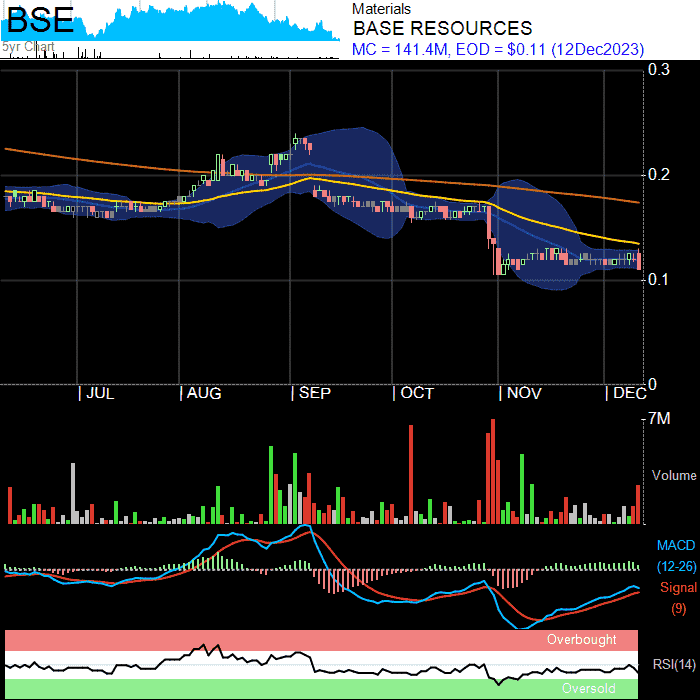 BSE
5yr Chart
Materials
BASE RESOURCES
MC = 141.4M, EOD = $0.11 (12Dec2023)
0.3
0.2
0.1
0
JUL AUG SEP OCT NOV DEC
7M
Volume
MACD
(12-26)
Signal
(9)
Overbought
RSI(14)
Oversold